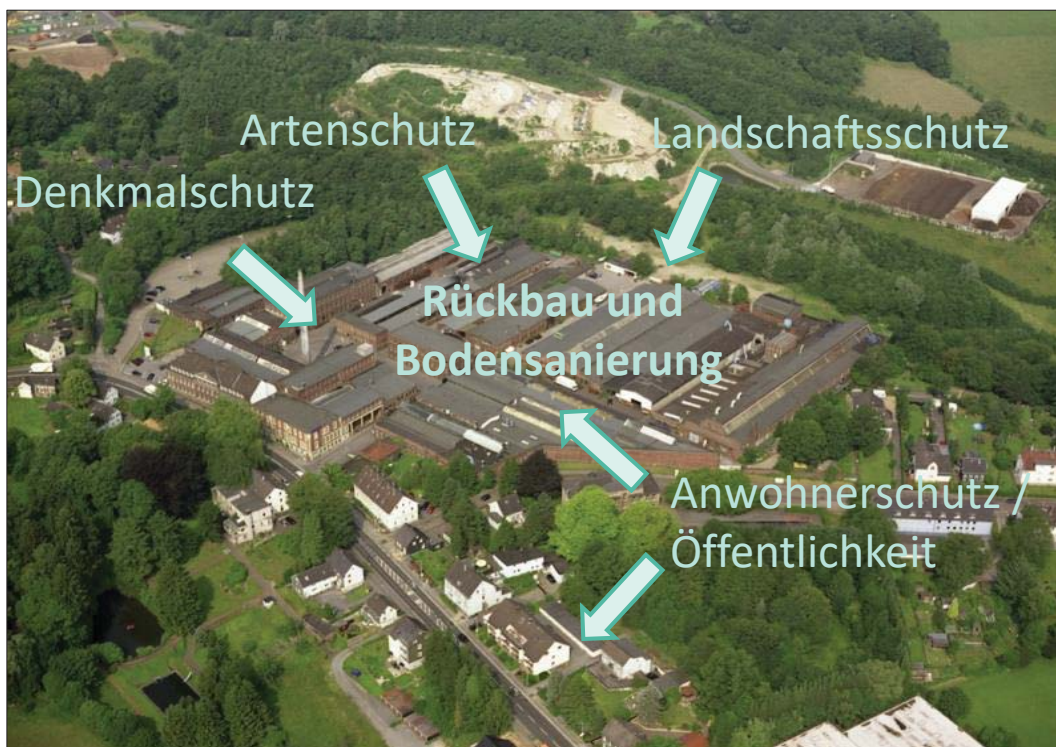 Artenschutz
Landschaftsschutz
Denkmalschutz
Rückbau und
Bodensanierung
Anwohnerschutz /
Öffentlichkeit